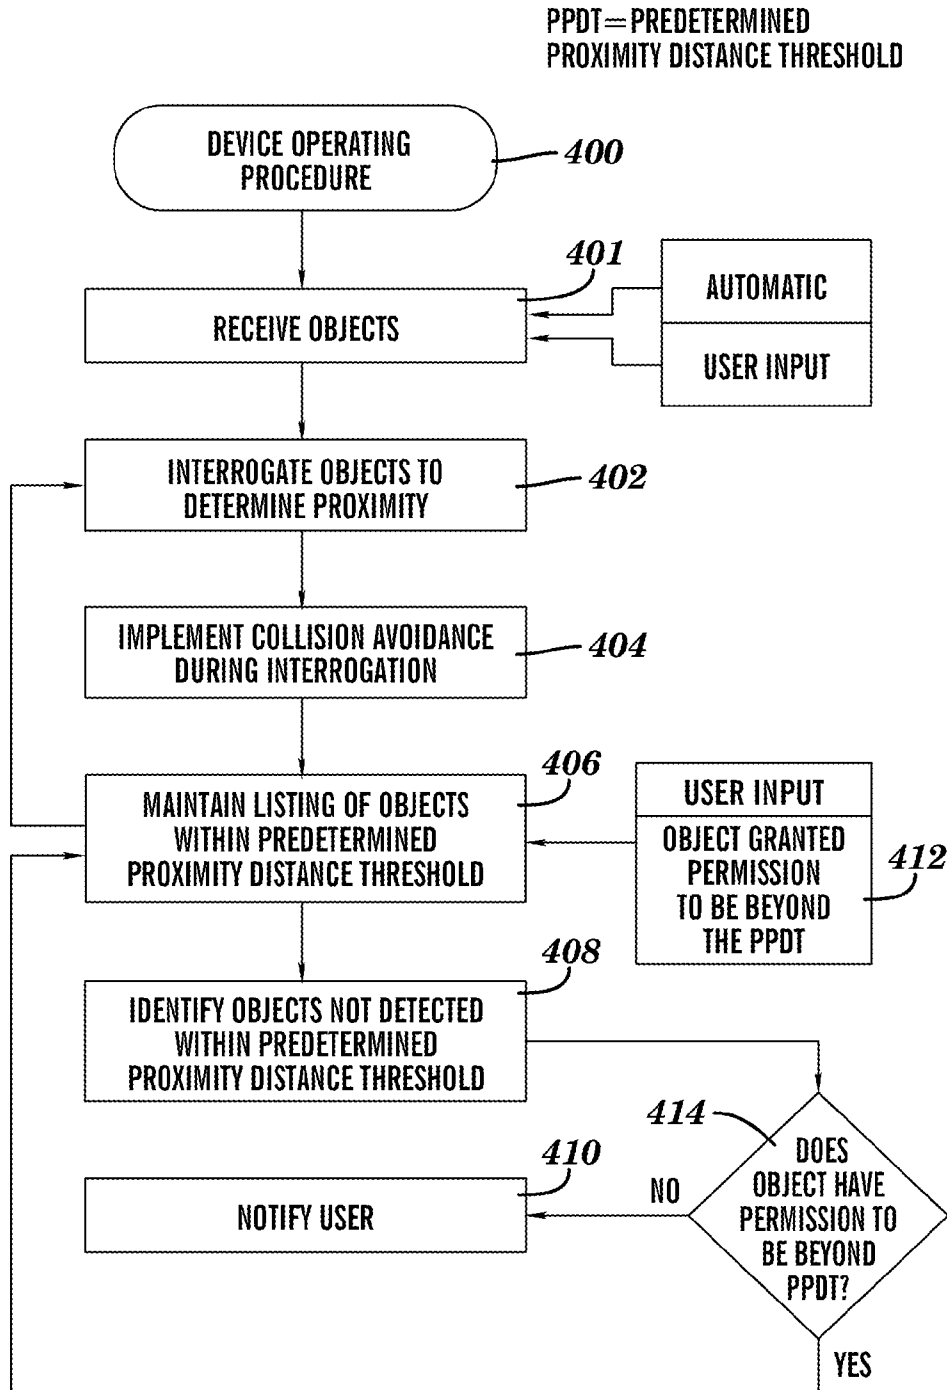 PPDT=PREDETERMINED
PROXIMITY DISTANCE THRESHOLD
DEVICE OPERATING
PROCEDURE
400
401
RECEIVE OBJECTS
AUTOMATIC
USER INPUT
INTERROGATE OBJECTS TO
DETERMINE PROXIMITY
402
IMPLEMENT COLLISION AVOIDANCE
DURING INTERROGATION
404
406
MAINTAIN LISTING OF OBJECTS
WITHIN PREDETERMINED
PROXIMITY DISTANCE THRESHOLD
USER INPUT
OBJECT GRANTED
PERMISSION
TO BE BEYOND
THE PPDT
412
408
IDENTIFY OBJECTS NOT DETECTED
WITHIN PREDETERMINED
PROXIMITY DISTANCE THRESHOLD
414
DOES
OBJECT HAVE
PERMISSION TO
BE BEYOND
PPDT?
NO
410
NOTIFY USER
YES